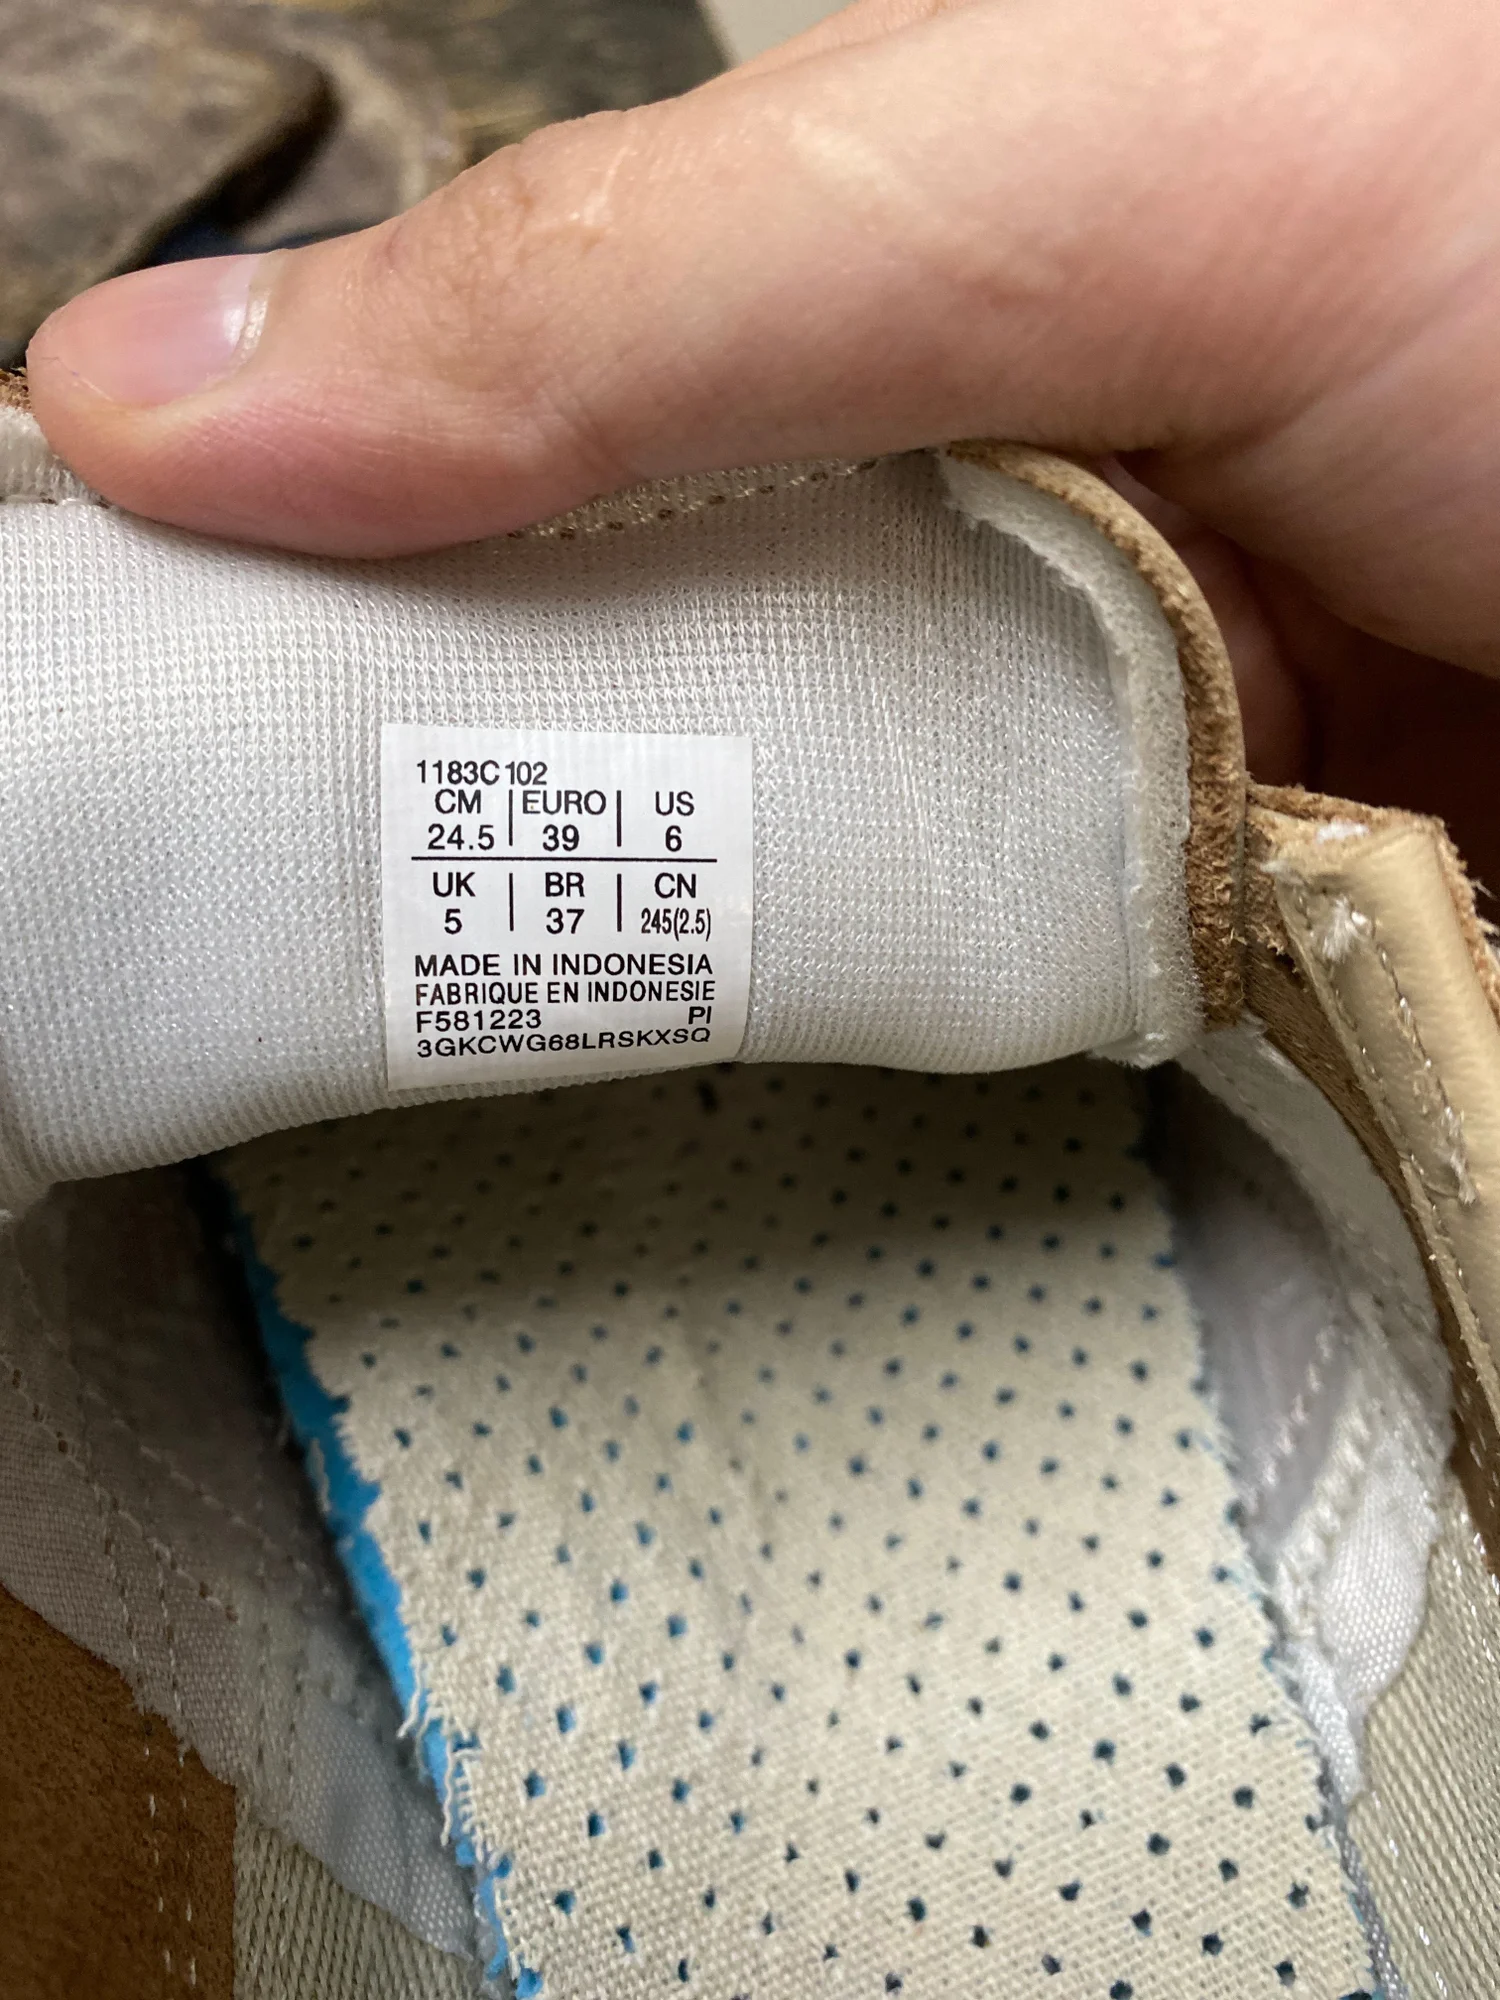 1183C102
CM | EURO | US
24.5 | 39 | 6
UK | BR | CN
5 | 37 | 245(2.5)
MADE IN INDONESIA
FABRIQUE EN INDONESIE
F581223 PI
3GKCWG68LRSKXSQ